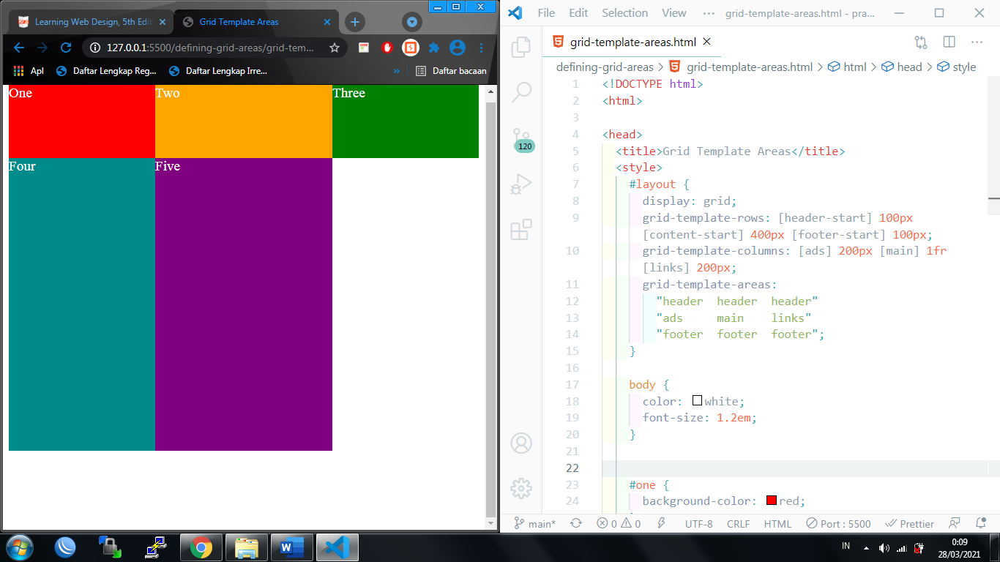 Learning Web Design, 5th Edit
Grid Template Areas
127.0.0.1:5500/defining-grid-areas/grid-tem...
Apl
Daftar Lengkap Reg...
Daftar Lengkap Irre...
»
Daftar bacaan
One
Two
Three
Four
Five
File
Edit
Selection
View
···
grid-template-areas.html - pra...
grid-template-areas.html
defining-grid-areas > grid-template-areas.html > html > head > style
120
1 <!DOCTYPE html>
2 <html>
3
4 <head>
5 <title>Grid Template Areas</title>
6 <style>
7 #layout {
8 display: grid;
9 grid-template-rows: [header-start] 100px
[content-start] 400px [footer-start] 100px;
10 grid-template-columns: [ads] 200px [main] 1fr
[links] 200px;
11 grid-template-areas:
12 "header header header"
13 "ads main links"
14 "footer footer footer";
15 }
16
17 body {
18 color: white;
19 font-size: 1.2em;
20 }
21
22
23 #one {
24 background-color: red;
main*
0
0
UTF-8
CRLF
HTML
Port : 5500
Prettier
IN
0:09
28/03/2021